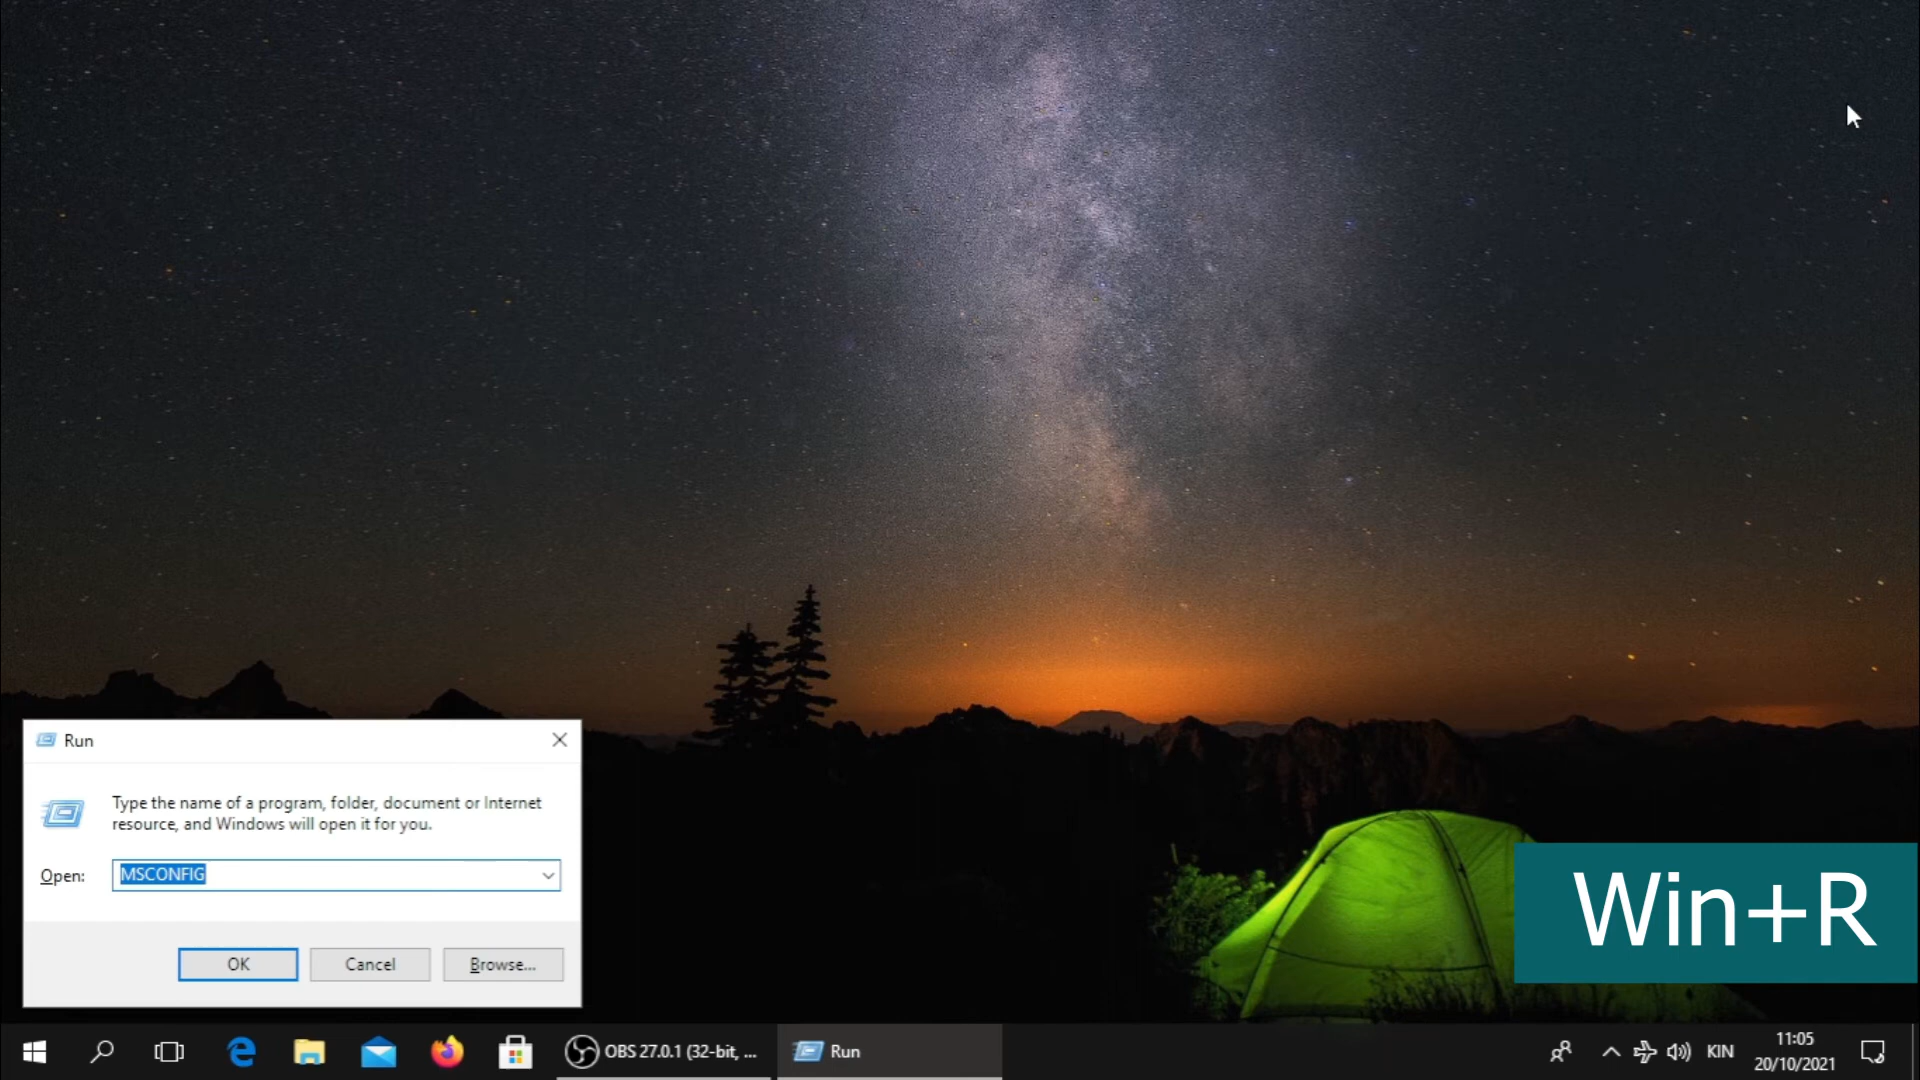 Run
Type the name of a program, folder, document or Internet
resource, and Windows will open it for you.
Open:
MSCONFIG
OK
Cancel
Browse...
Win+R
OBS 27.0.1 (32-bit, ...
Run
KIN
11:05
20/10/2021